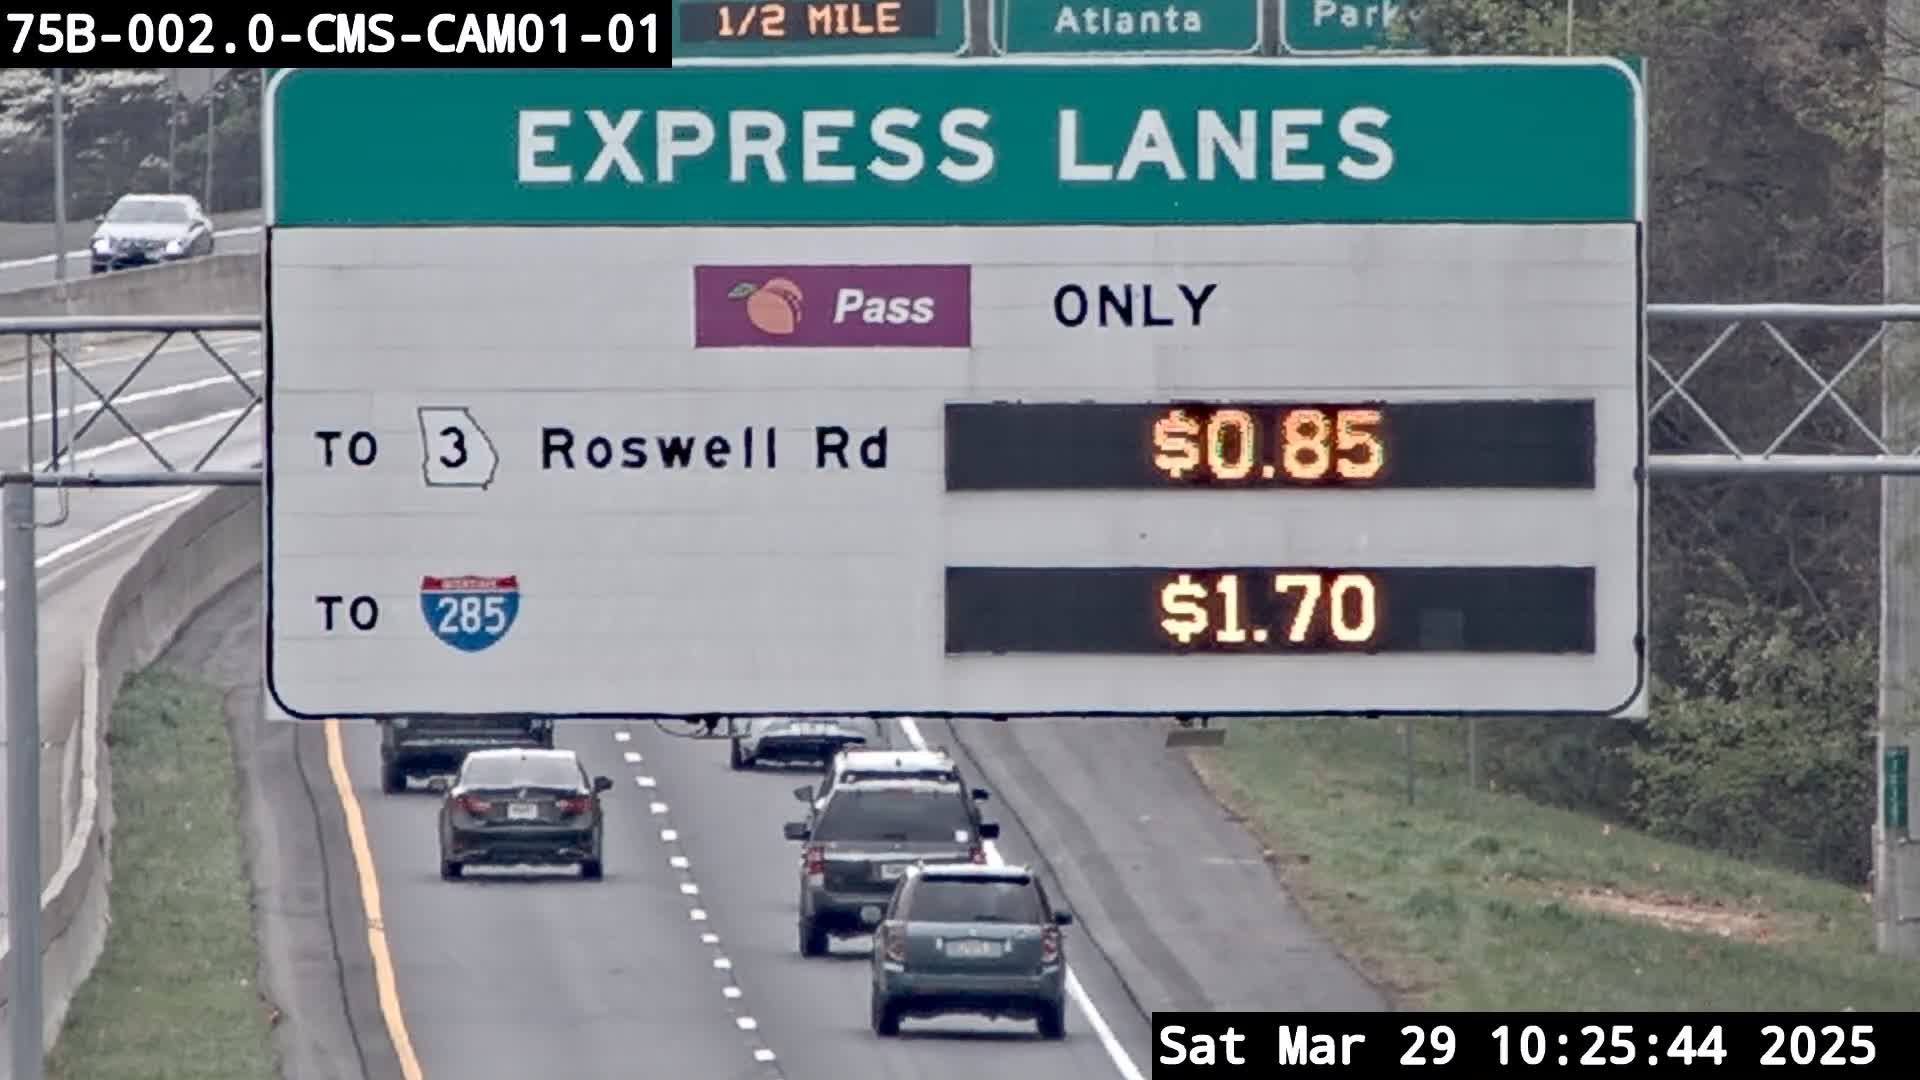 75B-002.0-CMS-CAM01-01
1/2 MILE
Atlanta
Park
EXPRESS LANES
Pass ONLY
TO 3 Roswell Rd $0.85
TO 285 $1.70
Sat Mar 29 10:25:44 2025